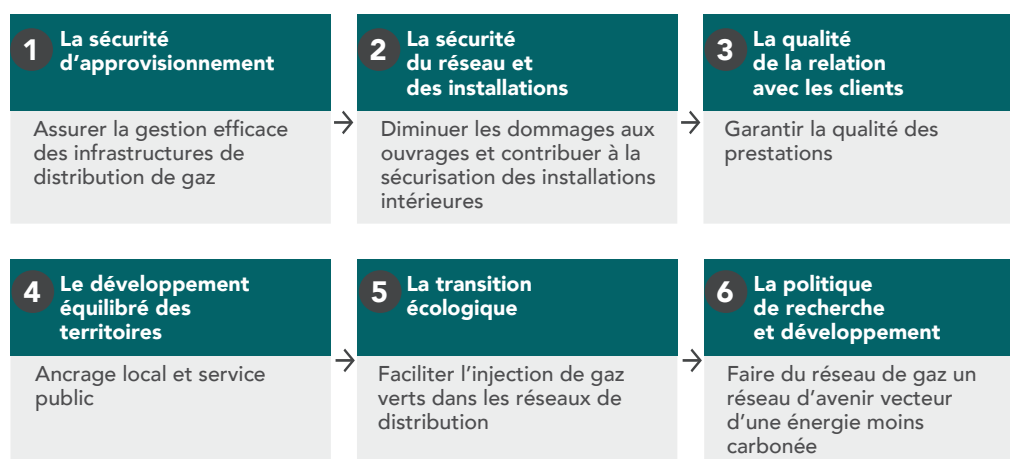 1
La sécurité
d’approvisionnement
Assurer la gestion efficace
des infrastructures de
distribution de gaz
2
La sécurité
du réseau et
des installations
Diminuer les dommages aux
ouvrages et contribuer à la
sécurisation des installations
intérieures
3
La qualité
de la relation
avec les clients
Garantir la qualité des
prestations
4
Le développement
équilibré des
territoires
Ancrage local et service
public
5
La transition
écologique
Faciliter l’injection de gaz
verts dans les réseaux de
distribution
6
La politique
de recherche
et développement
Faire du réseau de gaz un
réseau d’avenir vecteur
d’une énergie moins
carbonée